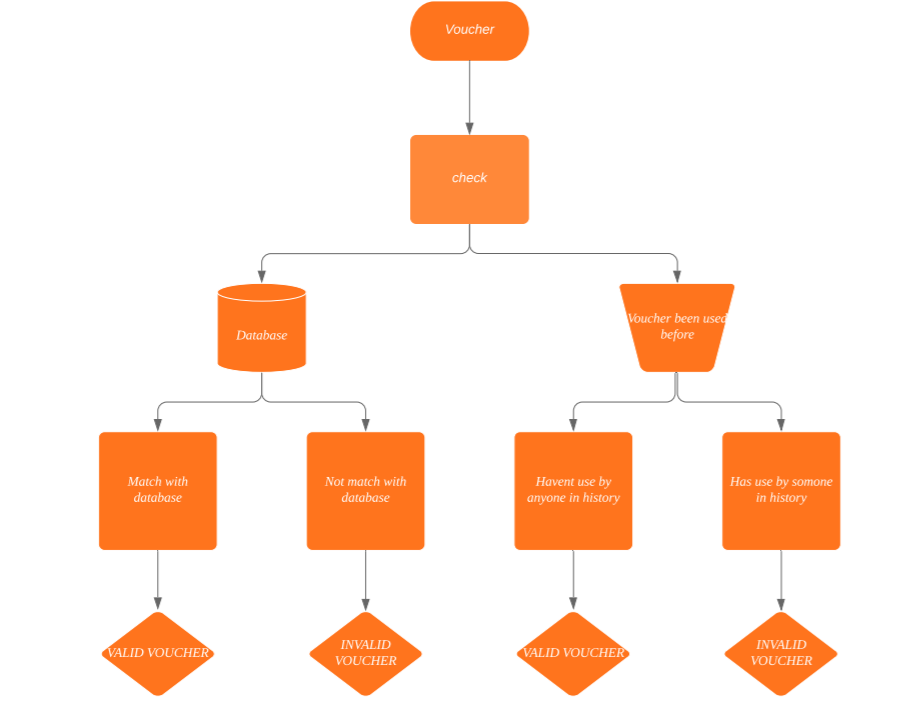 Voucher
check
Database
Voucher been used
before
Match with
database
Not match with
database
Havent use by
anyone in history
Has use by somone
in history
VALID VOUCHER
INVALID
VOUCHER
VALID VOUCHER
INVALID
VOUCHER